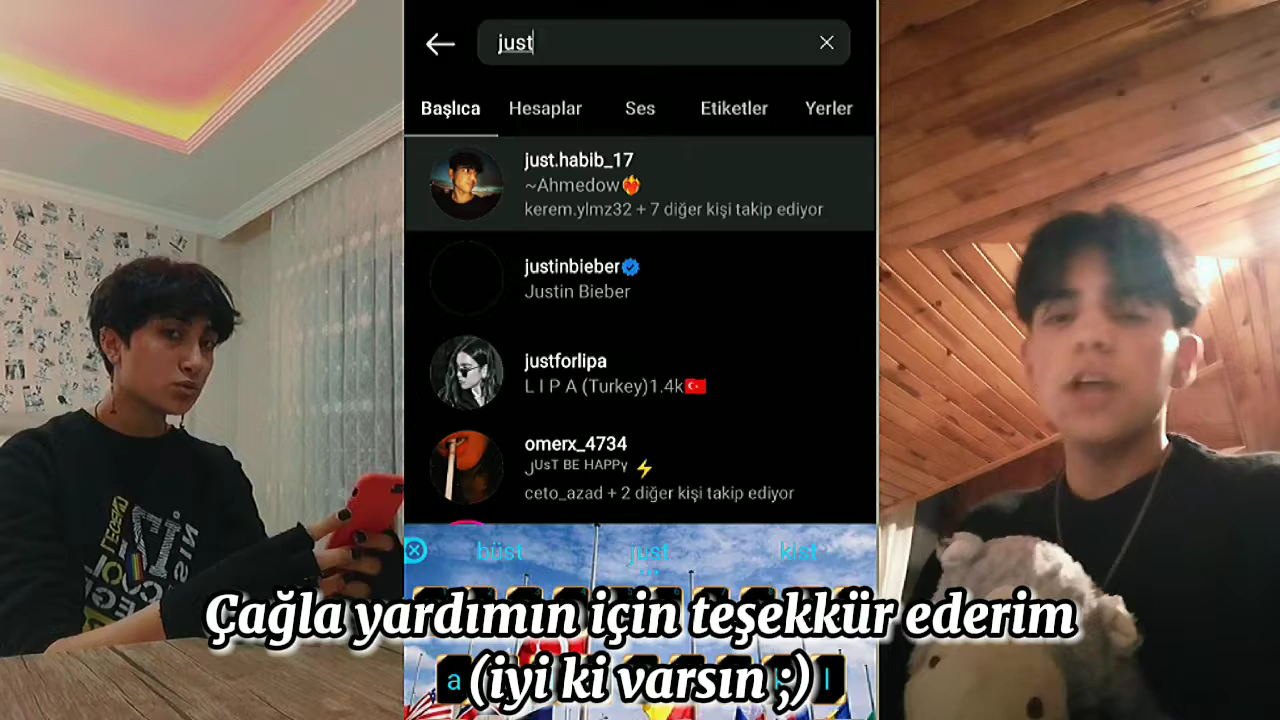 just
Başlıca Hesaplar Ses Etiketler Yerler
just.habib_17
~Ahmedow❤️‍🔥
kerem.ylmz32 + 7 diğer kişi takip ediyor
justinbieber
Justin Bieber
justforlipa
L I P A (Turkey)1.4k🇹🇷
omerx_4734
ل ᵁˢᵀ ᴮᴱ ᴴᴬᴾᴾʸ ⚡
ceto_azad + 2 diğer kişi takip ediyor
büst just kist
Çağla yardımın için teşekkür ederim
a l
(iyi ki varsın ;)